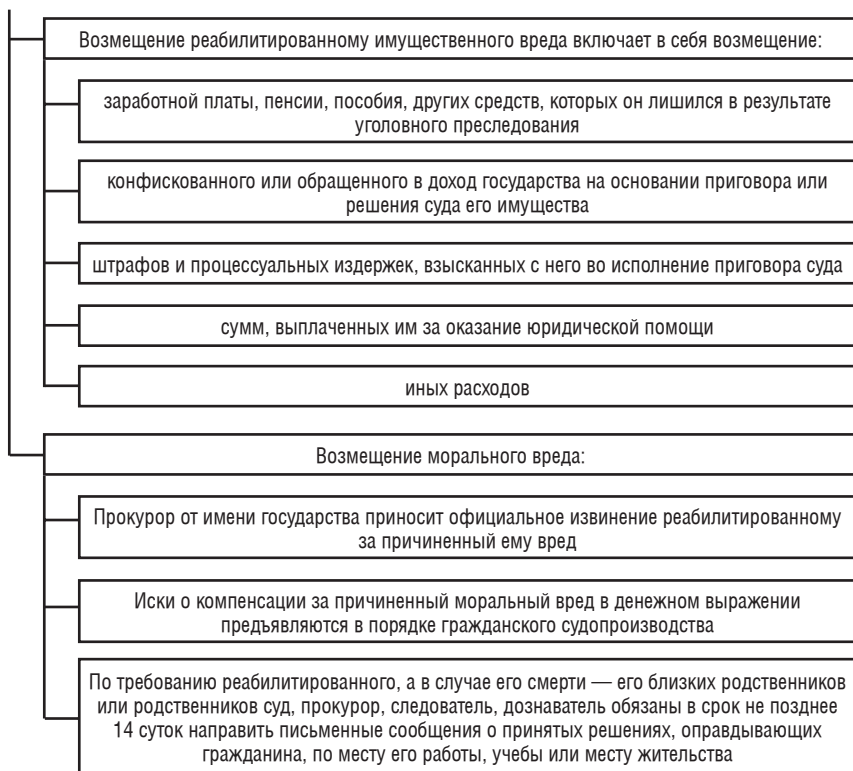 Возмещение реабилитированному имущественного вреда включает в себя возмещение:
заработной платы, пенсии, пособия, других средств, которых он лишился в результате
уголовного преследования
конфискованного или обращенного в доход государства на основании приговора или
решения суда его имущества
штрафов и процессуальных издержек, взысканных с него во исполнение приговора суда
сумм, выплаченных им за оказание юридической помощи
иных расходов
Возмещение морального вреда:
Прокурор от имени государства приносит официальное извинение реабилитированному
за причиненный ему вред
Иски о компенсации за причиненный моральный вред в денежном выражении
предъявляются в порядке гражданского судопроизводства
По требованию реабилитированного, а в случае его смерти — его близких родственников
или родственников суд, прокурор, следователь, дознаватель обязаны в срок не позднее
14 суток направить письменные сообщения о принятых решениях, оправдывающих
гражданина, по месту его работы, учебы или месту жительства